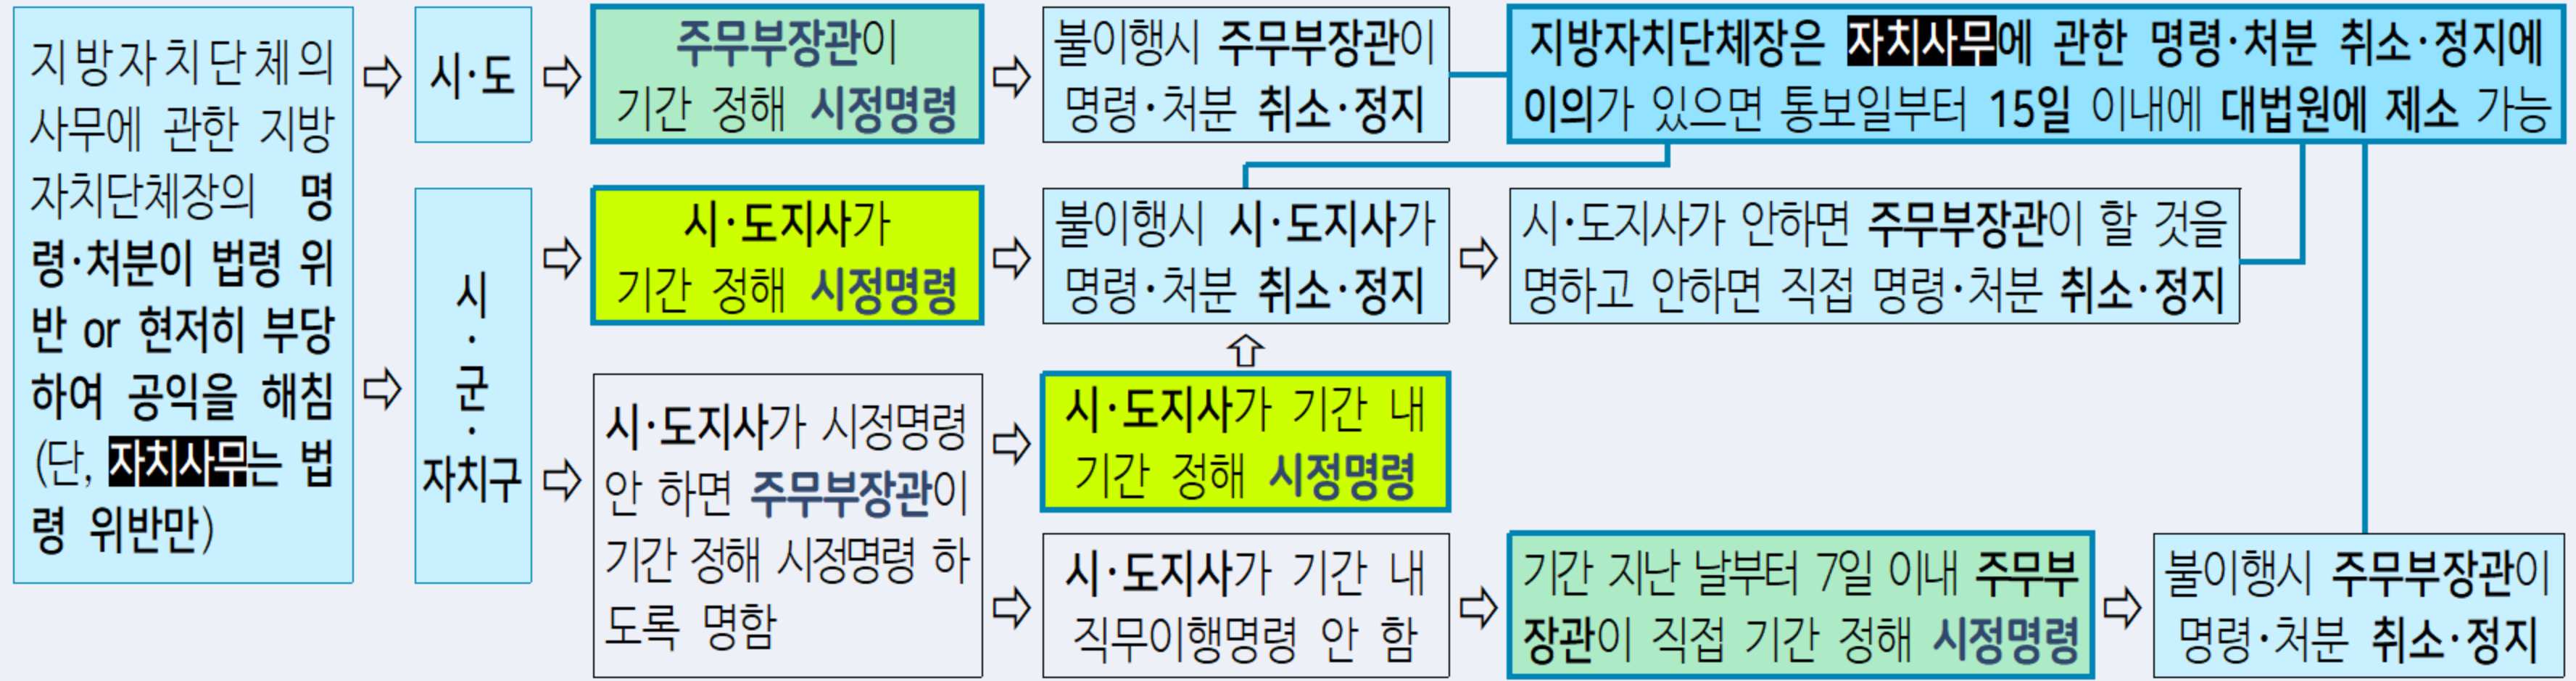 지방자치단체의
사무에 관한 지방
자치단체장의 명
령·처분이 법령 위
반 or 현저히 부당
하여 공익을 해침
(단, 자치사무는 법
령 위반만)
시·도
주무부장관이
기간 정해 시정명령
불이행시 주무부장관이
명령·처분 취소·정지
지방자치단체장은 자치사무에 관한 명령·처분 취소·정지에
이의가 있으면 통보일부터 15일 이내에 대법원에 제소 가능
시
·
군
·
자치구
시·도지사가
기간 정해 시정명령
불이행시 시·도지사가
명령·처분 취소·정지
시·도지사가 안하면 주무부장관이 할 것을
명하고 안하면 직접 명령·처분 취소·정지
시·도지사가 시정명령
안 하면 주무부장관이
기간 정해 시정명령 하
도록 명함
시·도지사가 기간 내
기간 정해 시정명령
시·도지사가 기간 내
직무이행명령 안 함
기간 지난 날부터 7일 이내 주무부
장관이 직접 기간 정해 시정명령
불이행시 주무부장관이
명령·처분 취소·정지